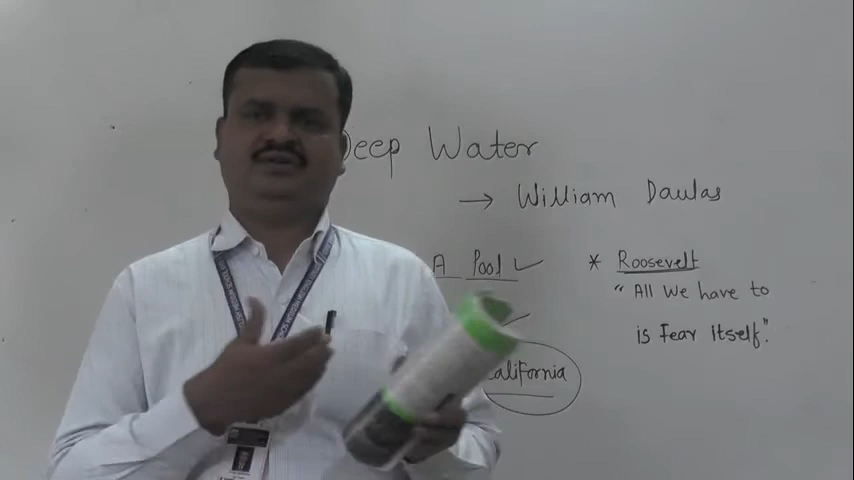 Deep Water
→ William Daulas
A Pool ✓
* Roosevelt
"All We have to
is Fear itself".
California